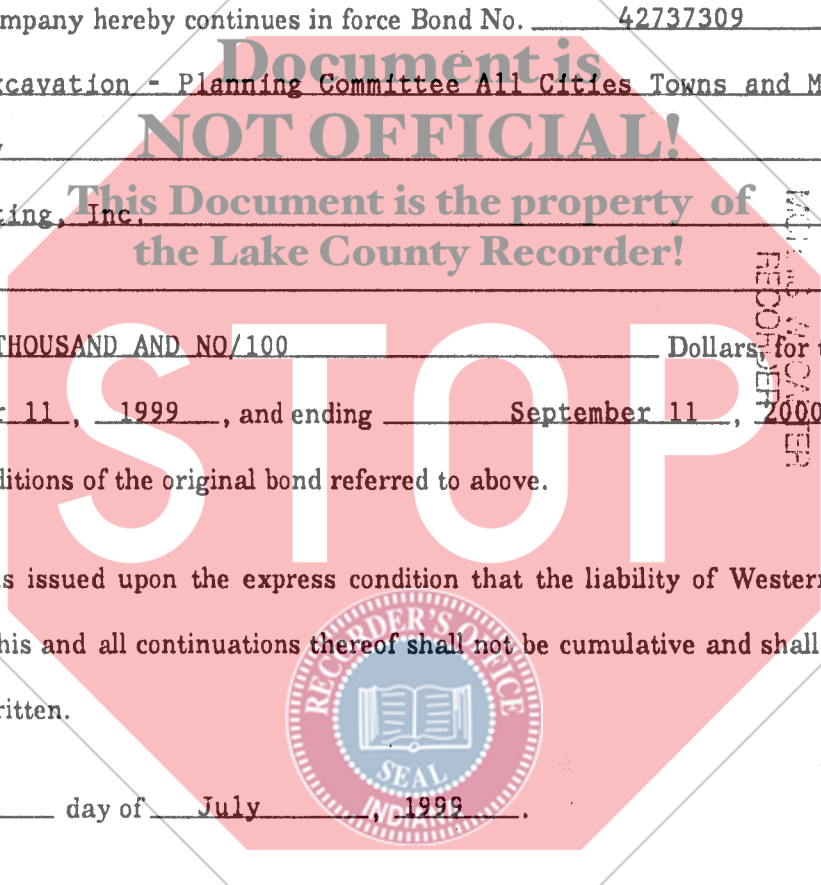 mpany hereby continues in force Bond No. 42737309
Document is
xcavation - Planning Committee All Cities Towns and M
NOT OFFICIAL!
This Document is the property of
ting, Inc.
the Lake County Recorder!
RECORDER
THOUSAND AND NO/100 Dollars, for t
STOP
r 11, 1999, and ending September 11, 2000
ditions of the original bond referred to above.
s issued upon the express condition that the liability of Western
his and all continuations thereof shall not be cumulative and shall
ritten.
RECORDER'S OFFICE
SEAL
INDIANA
day of July, 1999.